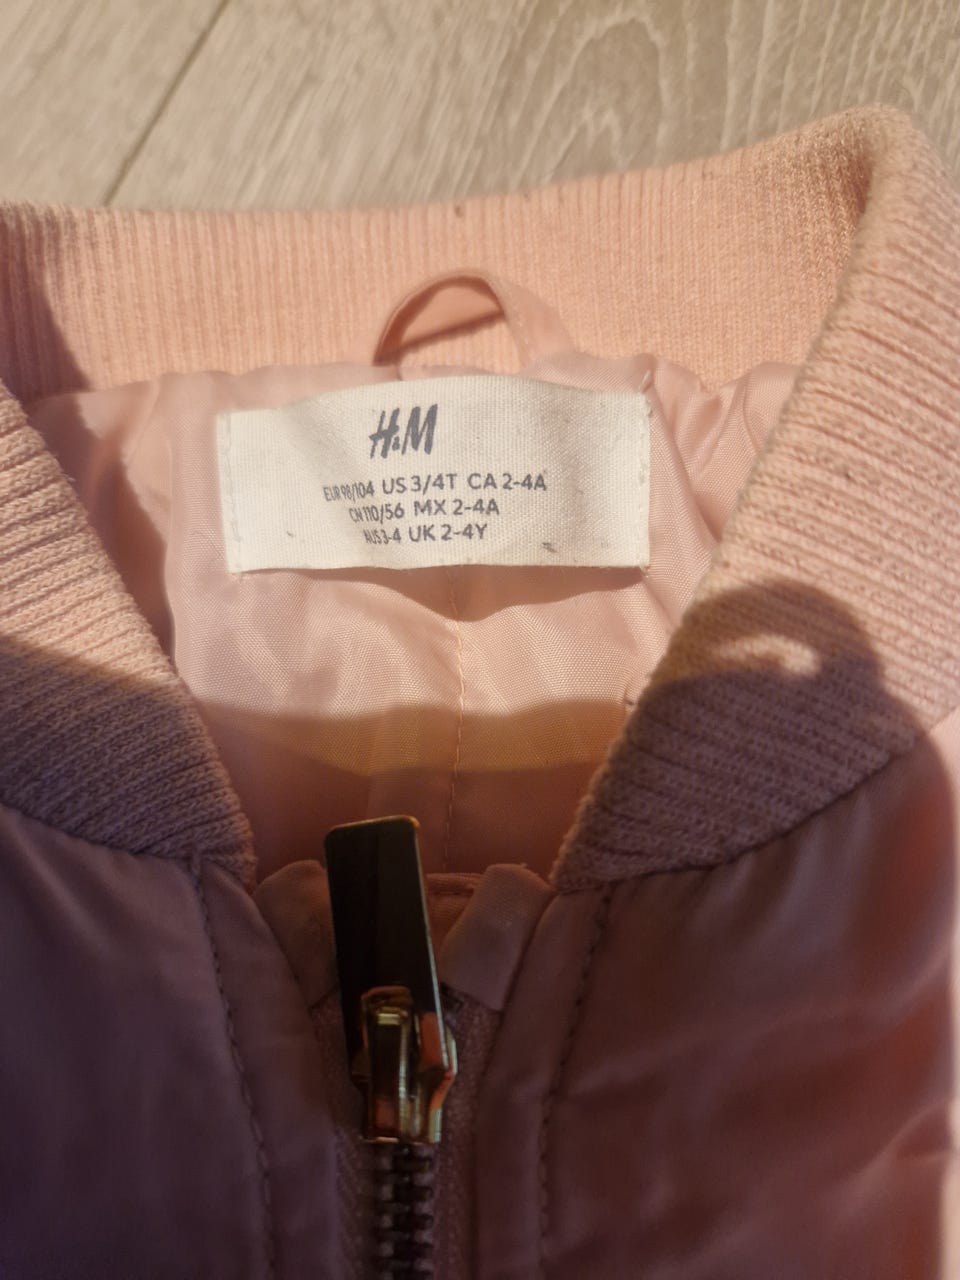 H&M
EUR 98/104 US 3/4T CA 2-4A
CN 110/56 MX 2-4A
AUS 3-4 UK 2-4Y